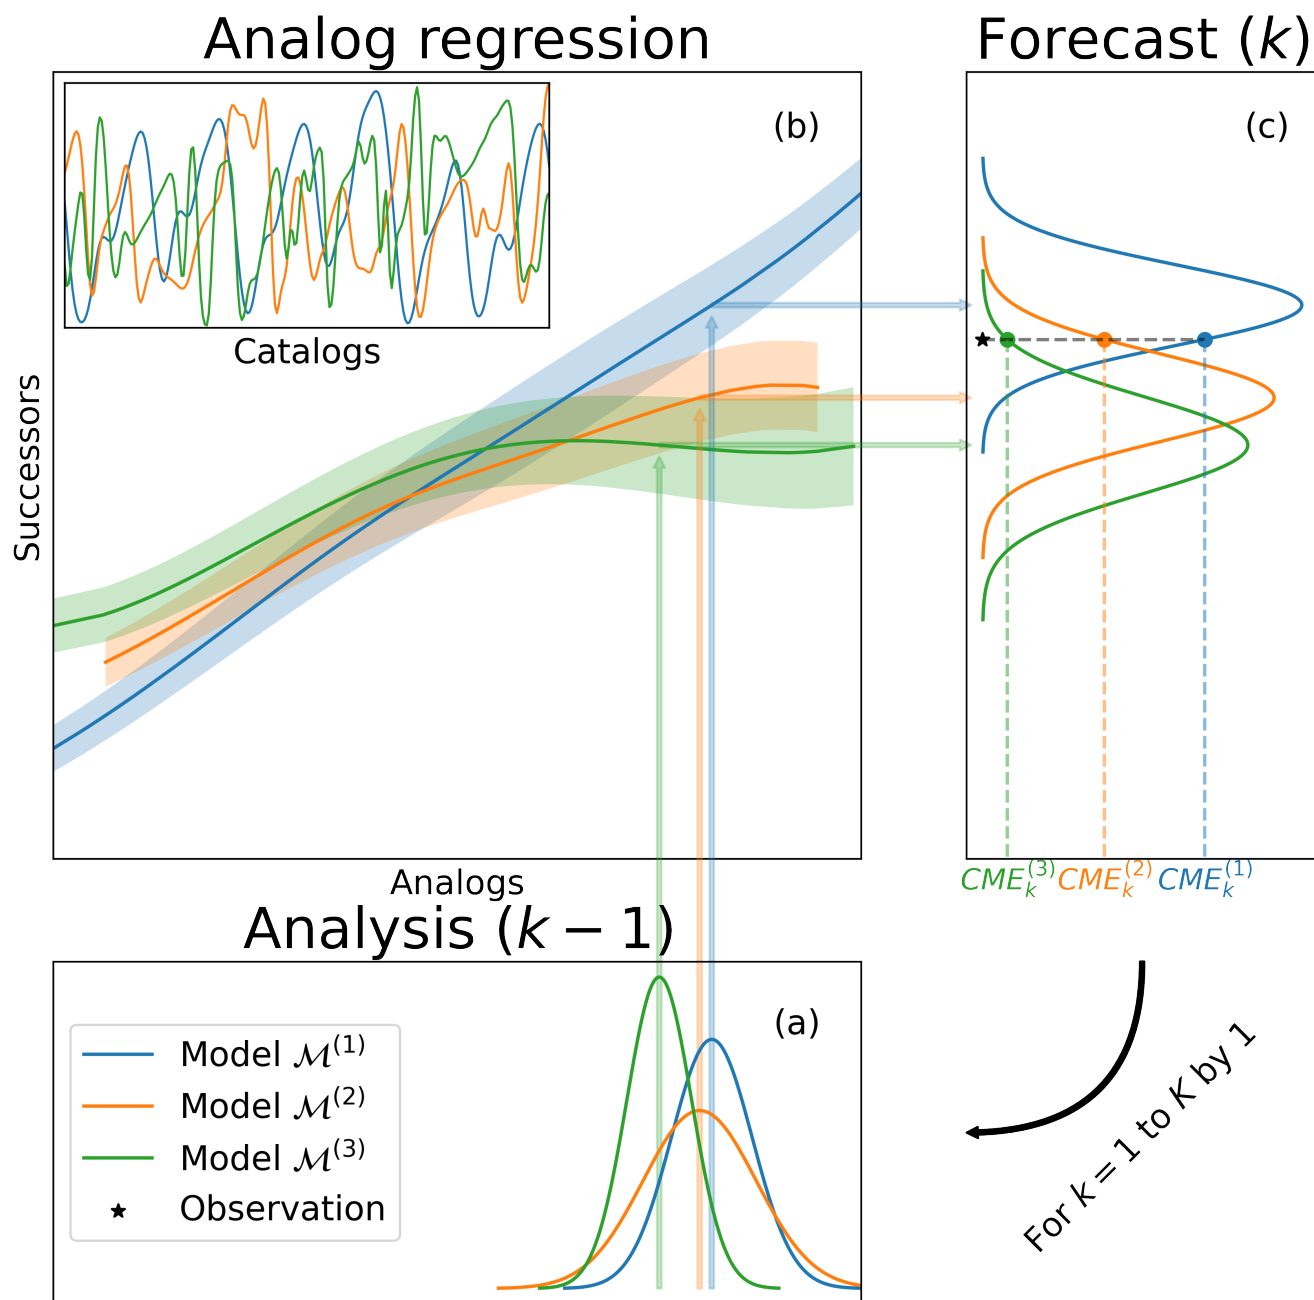 Analog regression
Forecast (k)
(b)
(c)
Catalogs
Successors
Analogs
CME_k^(3) CME_k^(2) CME_k^(1)
Analysis (k − 1)
(a)
Model ℳ^(1)
Model ℳ^(2)
Model ℳ^(3)
Observation
For k = 1 to K by 1